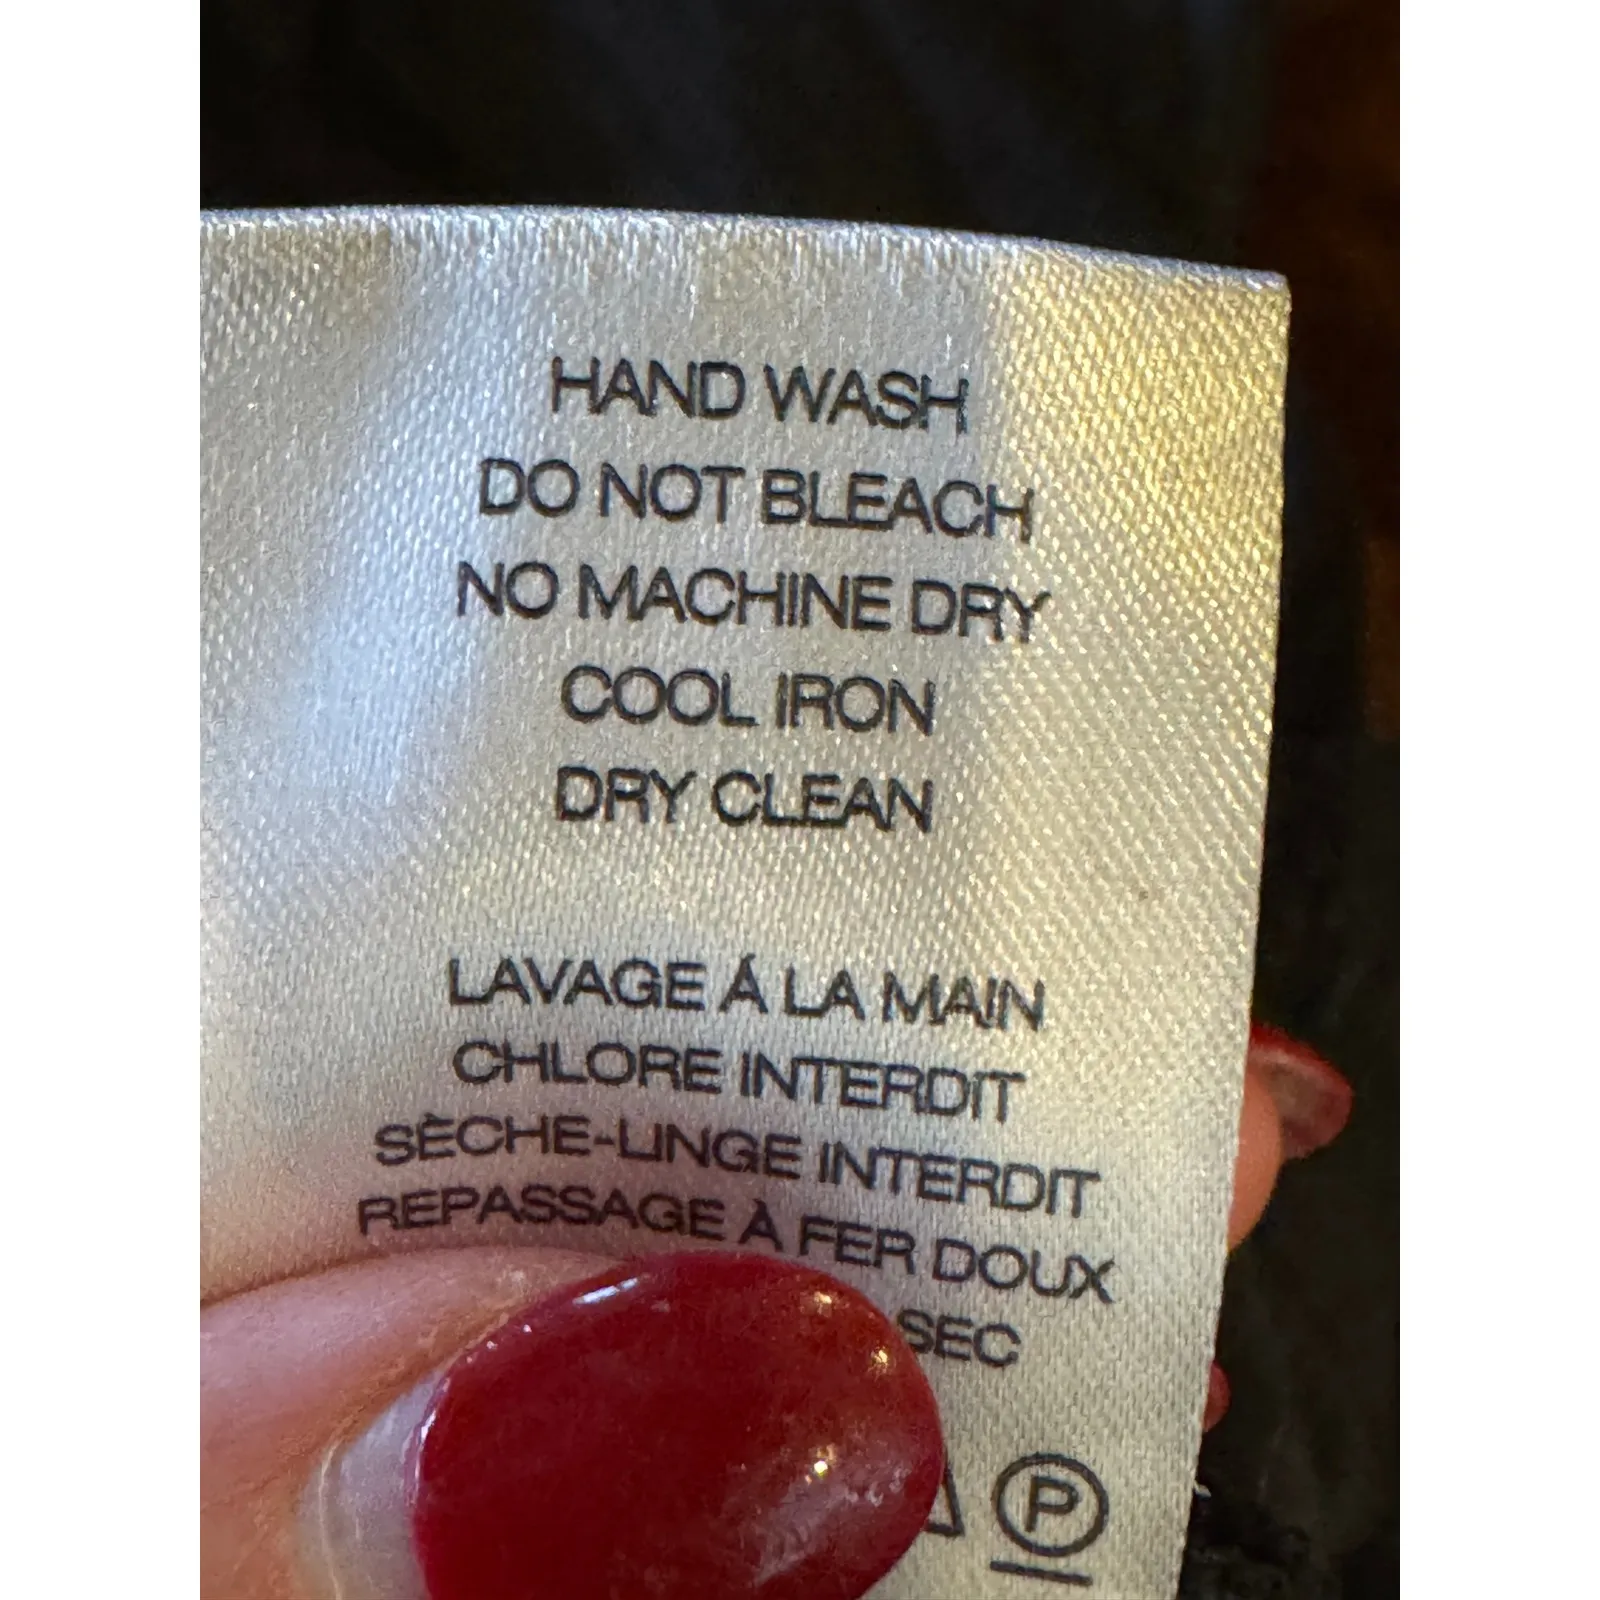 HAND WASH
DO NOT BLEACH
NO MACHINE DRY
COOL IRON
DRY CLEAN
LAVAGE Á LA MAIN
CHLORE INTERDIT
SÈCHE-LINGE INTERDIT
REPASSAGE À FER DOUX
SEC
P